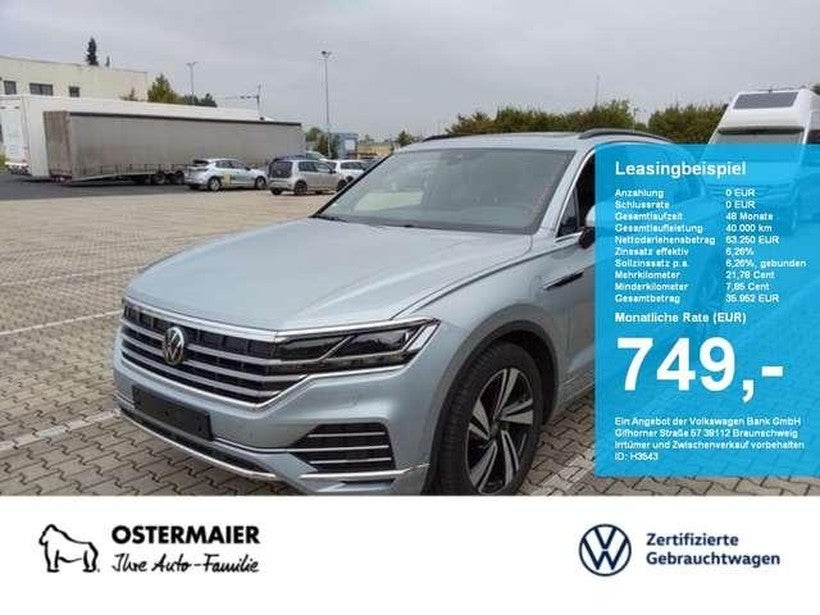 Leasingbeispiel
Anzahlung 0 EUR
Schlussrate 0 EUR
Gesamtlaufzeit 48 Monate
Gesamtlaufleistung 40.000 km
Nettodarlehensbetrag 63.250 EUR
Zinssatz effektiv 6,26%
Sollzinssatz p.a. 6,26%, gebunden
Mehrkilometer 21,78 Cent
Minderkilometer 7,85 Cent
Gesamtbetrag 35.952 EUR
Monatliche Rate (EUR)
749,-
Ein Angebot der Volkswagen Bank GmbH
Gifhorner Straße 57 38112 Braunschweig
Irrtümer und Zwischenverkauf vorbehalten
ID: H3543
OSTERMAIER
Ihre Auto-Familie
Zertifizierte
Gebrauchtwagen